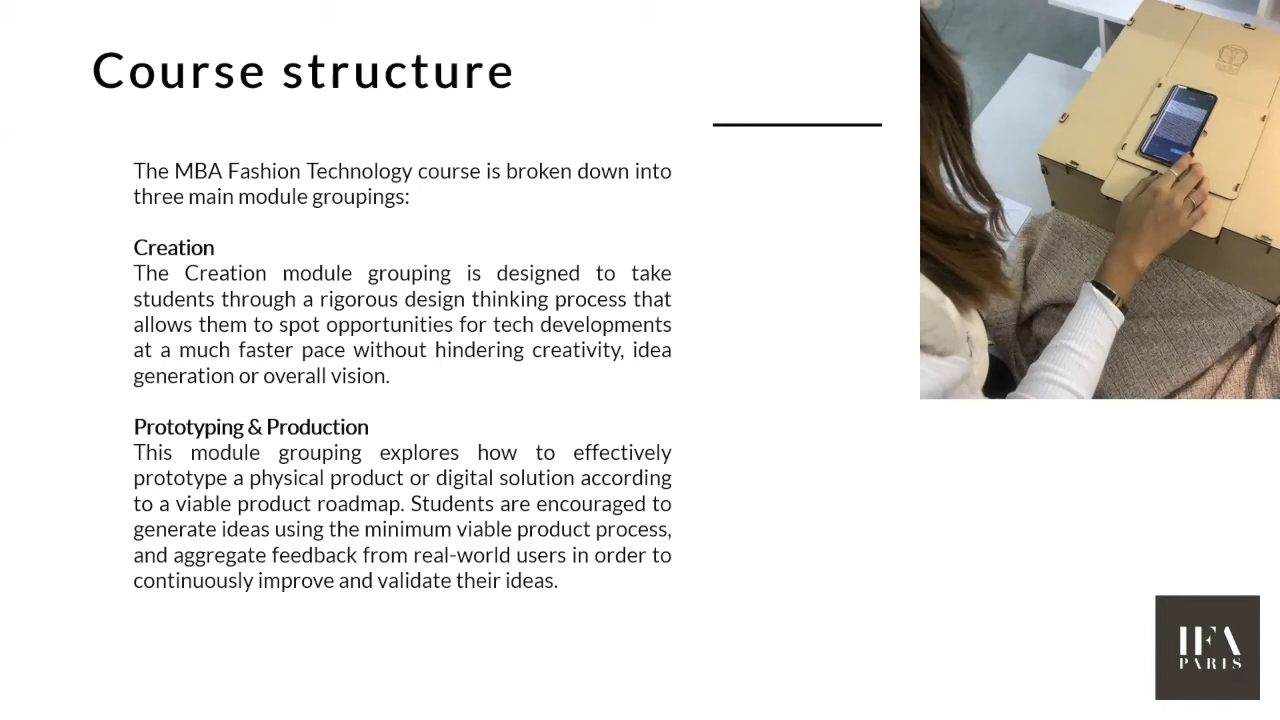 Course structure
The MBA Fashion Technology course is broken down into
three main module groupings:
Creation
The Creation module grouping is designed to take
students through a rigorous design thinking process that
allows them to spot opportunities for tech developments
at a much faster pace without hindering creativity, idea
generation or overall vision.
Prototyping & Production
This module grouping explores how to effectively
prototype a physical product or digital solution according
to a viable product roadmap. Students are encouraged to
generate ideas using the minimum viable product process,
and aggregate feedback from real-world users in order to
continuously improve and validate their ideas.
IFA
PARIS